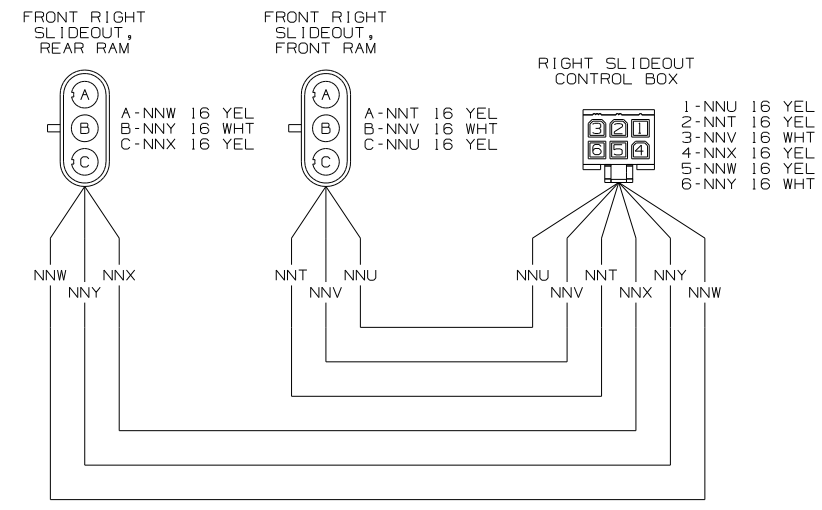 FRONT RIGHT
SLIDEOUT,
REAR RAM
A
B
C
A-NNW 16 YEL
B-NNY 16 WHT
C-NNX 16 YEL
FRONT RIGHT
SLIDEOUT,
FRONT RAM
A
B
C
A-NNT 16 YEL
B-NNV 16 WHT
C-NNU 16 YEL
RIGHT SLIDEOUT
CONTROL BOX
3 2 1
6 5 4
1-NNU 16 YEL
2-NNT 16 YEL
3-NNV 16 WHT
4-NNX 16 YEL
5-NNW 16 YEL
6-NNY 16 WHT
NNW NNX
NNY
NNT NNU
NNV
NNU NNT NNY
NNV NNX NNW